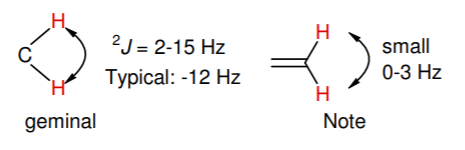 H
C
H
²J = 2-15 Hz
Typical: -12 Hz
geminal
H
H
small
0-3 Hz
Note